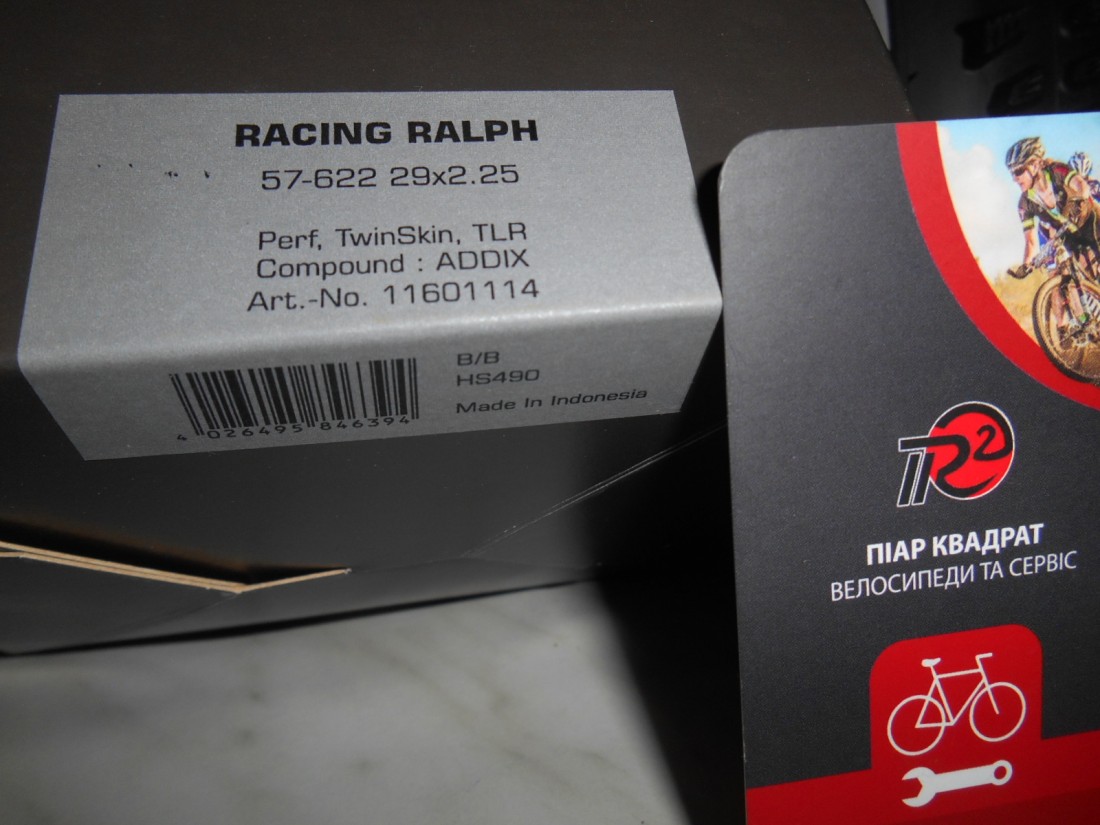 RACING RALPH
57-622 29x2.25
Perf, TwinSkin, TLR
Compound : ADDIX
Art.-No. 11601114
B/B
HS490
Made In Indonesia
4 026495 846394
ПR2
ПІАР КВАДРАТ
ВЕЛОСИПЕДИ ТА СЕРВІС